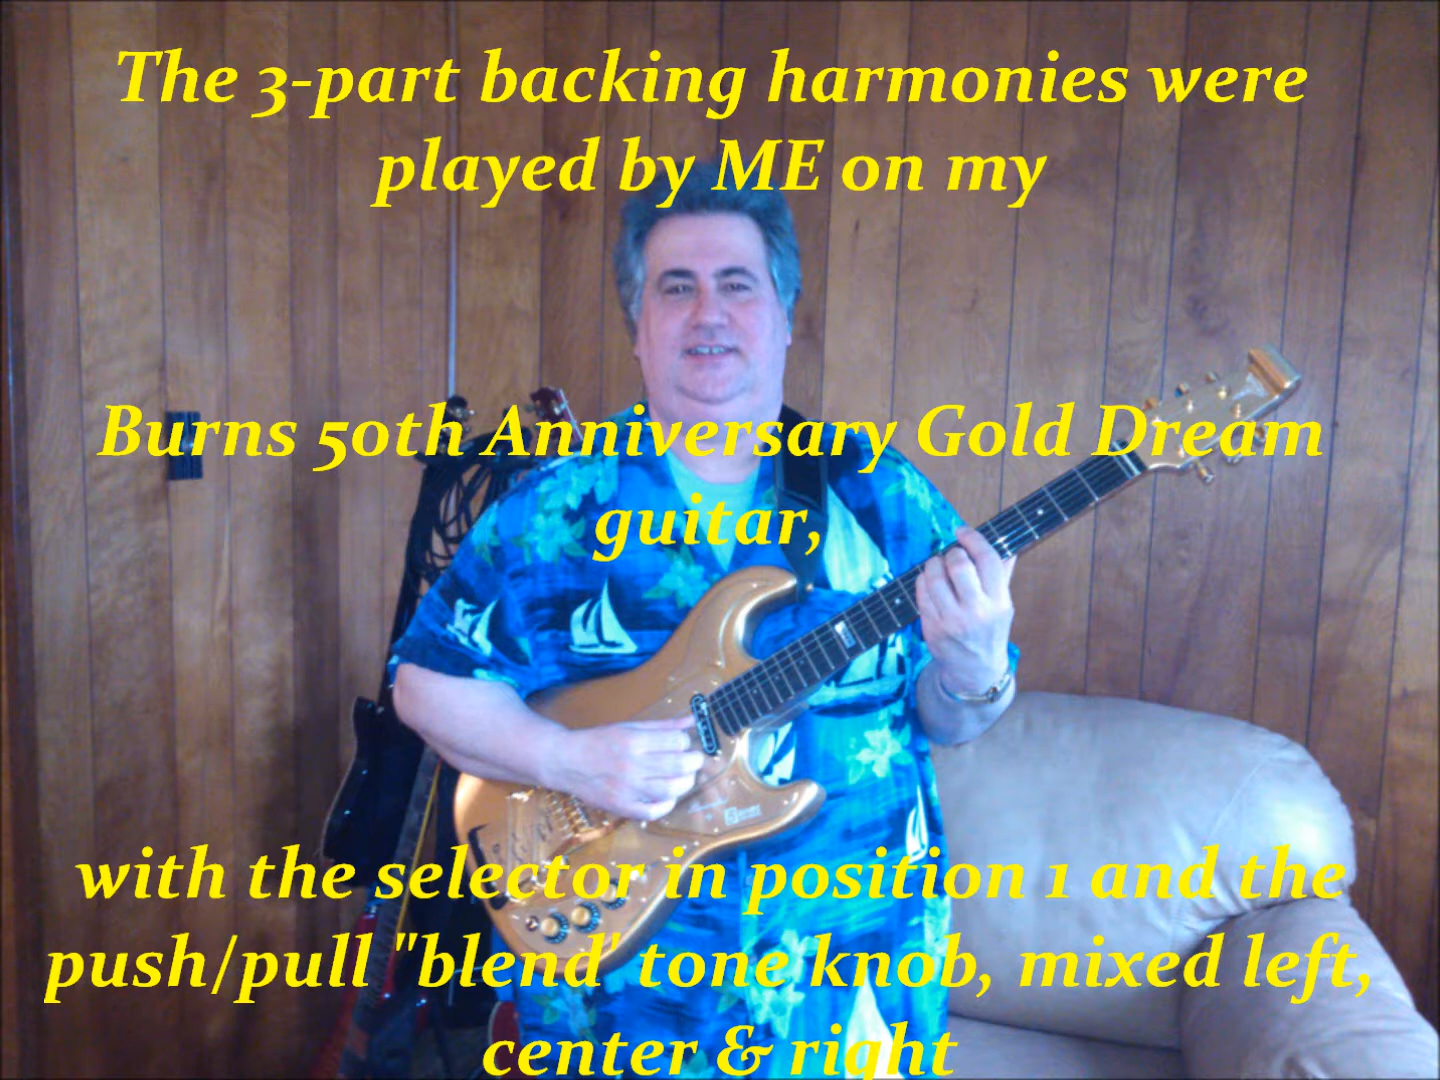 The 3-part backing harmonies were
played by ME on my
Burns 50th Anniversary Gold Dream
guitar,
with the selector in position 1 and the
push/pull "blend' tone knob, mixed left,
center & right